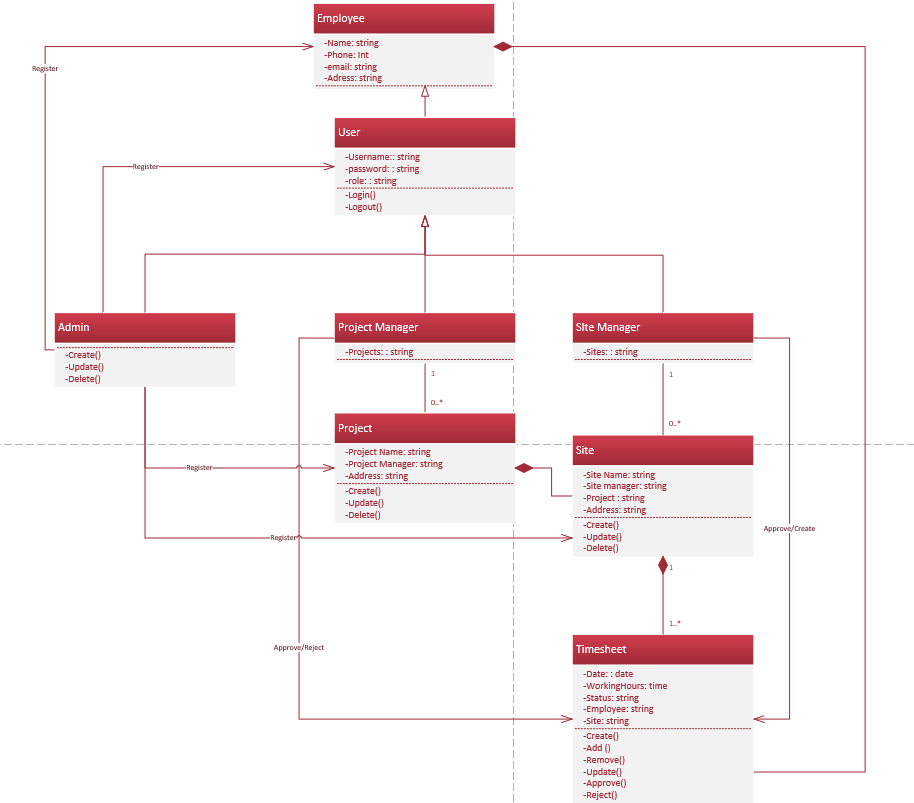 Employee
-Name: string
-Phone: Int
-email: string
-Adress: string
Register
User
-Username:: string
-password: : string
-role: : string
-Login()
-Logout()
Register
Admin
-Create()
-Update()
-Delete()
Project Manager
-Projects: : string
SIte Manager
-Sites: : string
1
0..*
1
0..*
Project
-Project Name: string
-Project Manager: string
-Address: string
-Create()
-Update()
-Delete()
Register
Site
-Site Name: string
-Site manager: string
-Project : string
-Address: string
-Create()
-Update()
-Delete()
Register
Approve/Create
1
1..*
Approve/Reject
Timesheet
-Date: : date
-WorkingHours: time
-Status: string
-Employee: string
-Site: string
-Create()
-Add ()
-Remove()
-Update()
-Approve()
-Reject()